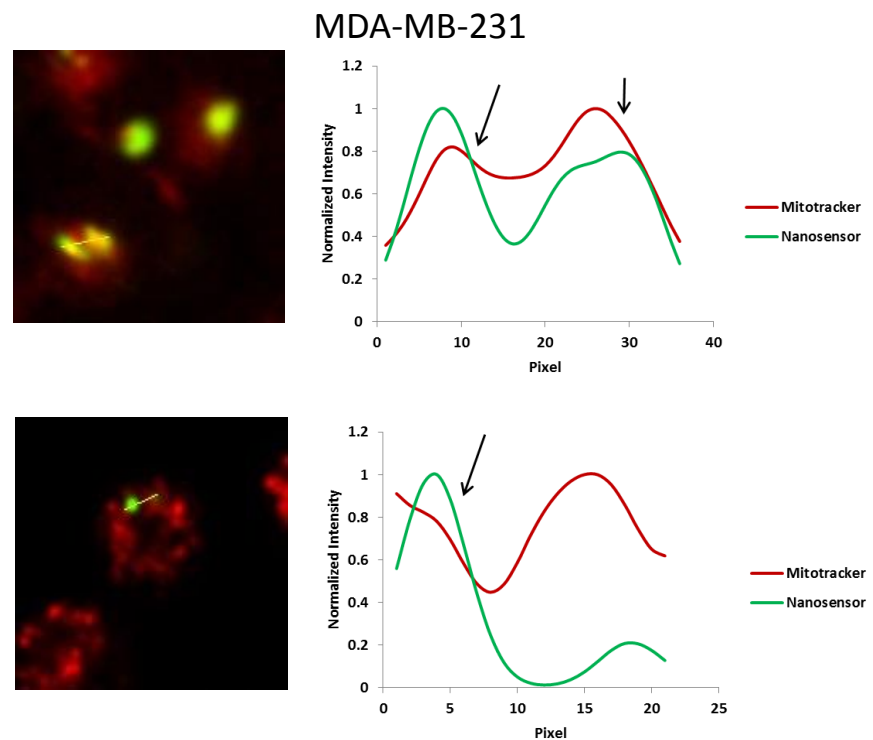 MDA-MB-231
1.2
1
0.8
0.6
0.4
0.2
0
Normalized Intensity
0 10 20 30 40
Pixel
Mitotracker
Nanosensor
1.2
1
0.8
0.6
0.4
0.2
0
Normalized Intensity
0 5 10 15 20 25
Pixel
Mitotracker
Nanosensor